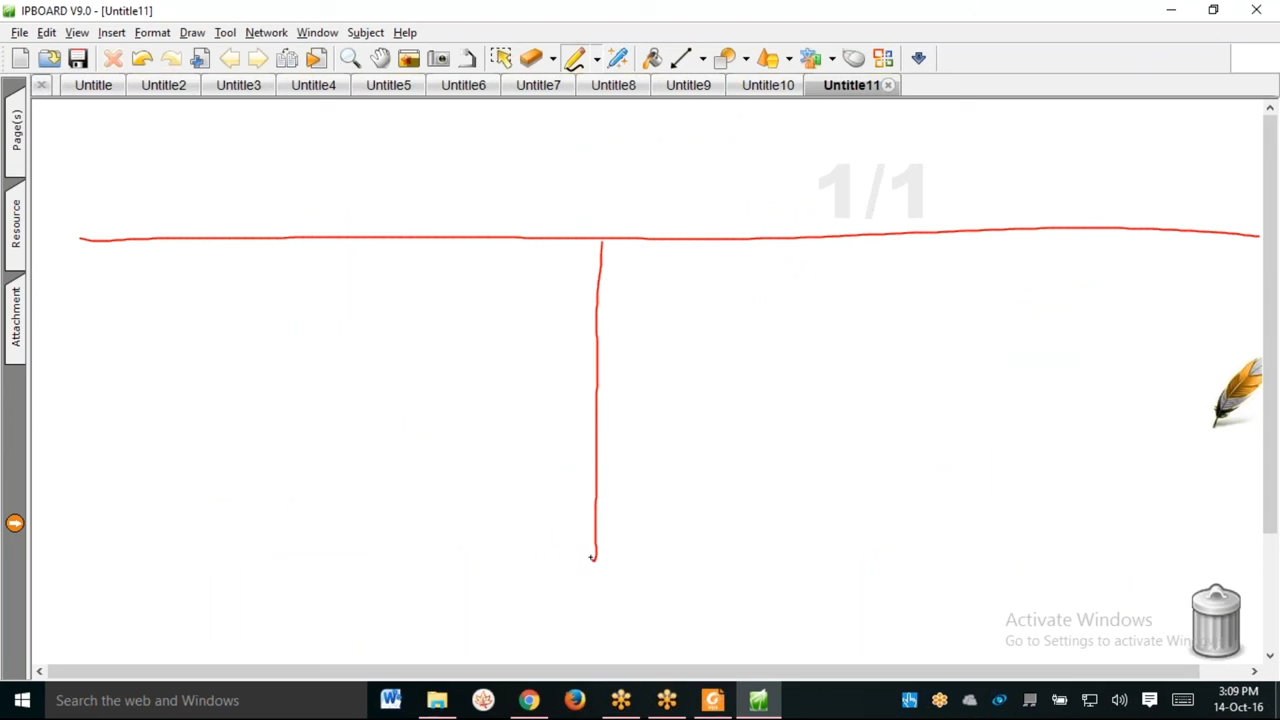 IPBOARD V9.0 - [Untitle11]
File Edit View Insert Format Draw Tool Network Window Subject Help
Untitle Untitle2 Untitle3 Untitle4 Untitle5 Untitle6 Untitle7 Untitle8 Untitle9 Untitle10 Untitle11
Page(s)
1/1
Resource
Attachment
Activate Windows
Go to Settings to activate Windows
Search the web and Windows
3:09 PM
14-Oct-16